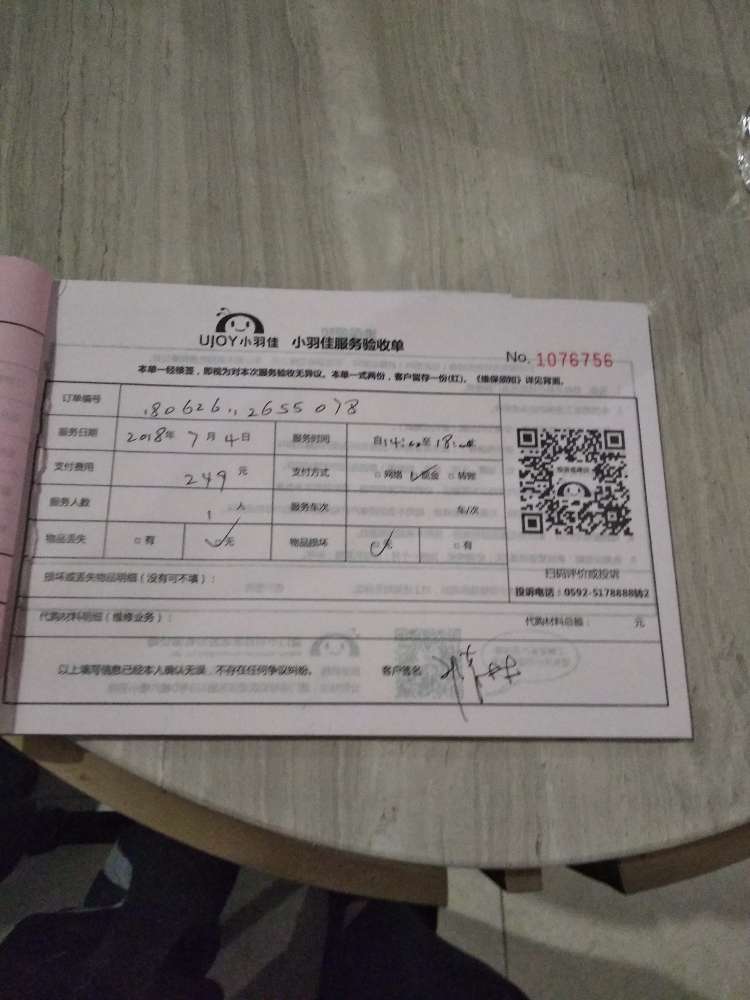 UJOY小羽佳 小羽佳服务验收单
No. 1076756
本单一经接签，即视为对本次服务验收无异议。本单一式两份，客户留存一份(红)。《维保须知》详见背面。
订单编号 180626112655078
服务日期 2018年 7月 4日 服务时间 自14:00至18:00
支付费用 249 元 支付方式 □网络 ☑现金 □转账
服务人数 1 人 服务车次 车/次
物品丢失 □有 ☑无 物品损坏 ☑无 □有
扫码评价或投诉
损坏或丢失物品明细（没有可不填）：
投诉电话：0592-5178888转2
代购材料明细（维修业务）： 代购材料总额： 元
以上填写信息已经本人确认无误，不存在任何争议纠纷。 客户签名